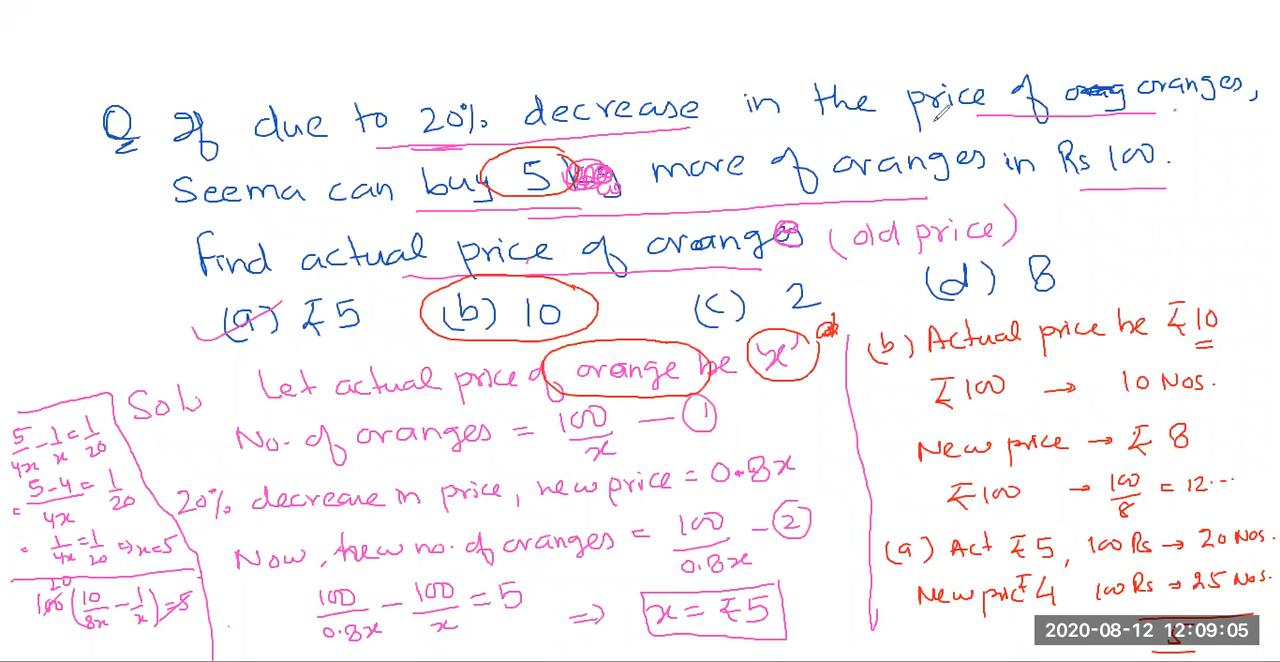 Q If due to 20% decrease in the price of oranges,
Seema can buy 5 more of oranges in Rs 100.
Find actual price of orange (old price)
(a) ₹5 (b) 10 (c) 2 (d) 8
Sol. Let actual price of orange be 'x'
No. of oranges = 100/x — ①
20% decrease in price, new price = 0.8x
Now, new no. of oranges = 100/0.8x — ②
100/0.8x - 100/x = 5 ⇒ x = ₹5
5/4x - 1/x = 1/20
= 5-4/4x = 1/20
= 1/4x = 1/20 ⇒ x=5
20
100(10/8x - 1/x) = 5
(b) Actual price be ₹10
₹100 → 10 Nos.
New price → ₹ 8
₹100 → 100/8 = 12...
(a) Act ₹5, 100 Rs → 20 Nos.
New price ₹4 100 Rs → 25 Nos.
5
2020-08-12 12:09:05